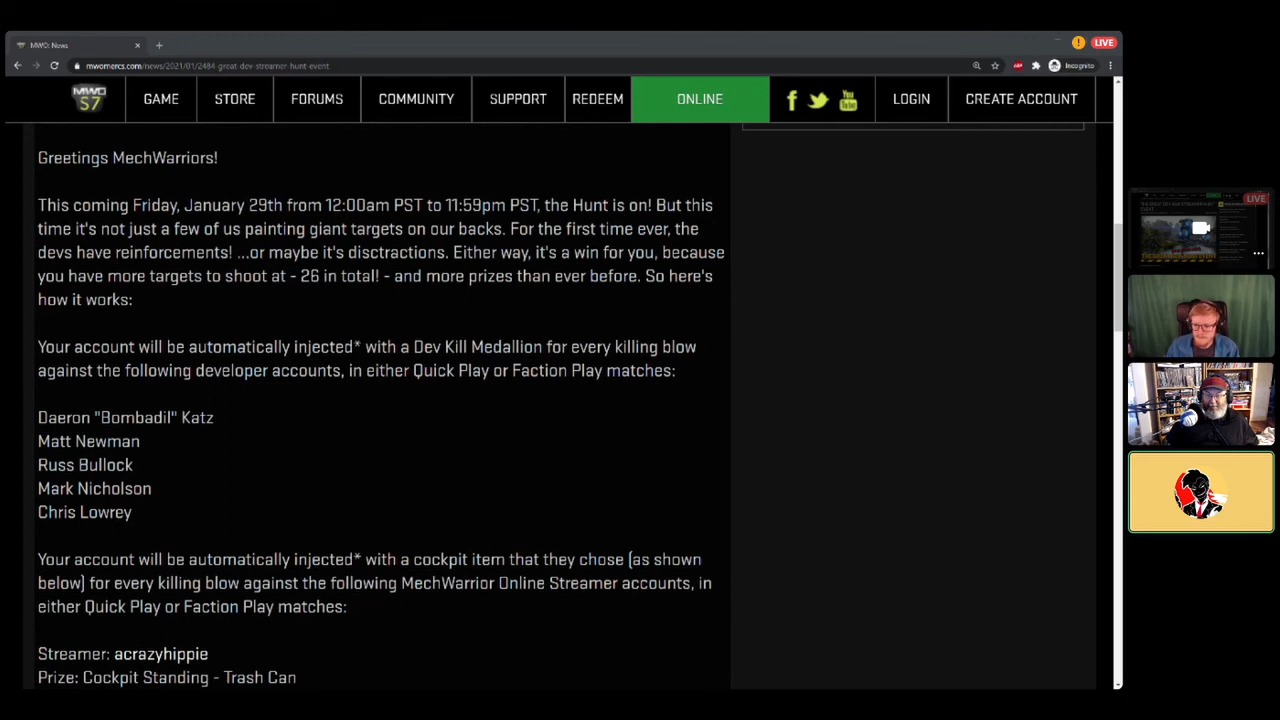 MWO: News
LIVE
mwomercs.com/news/2021/01/2484-great-dev-streamer-hunt-event
Incognito
MWO
S7
GAME
STORE
FORUMS
COMMUNITY
SUPPORT
REDEEM
ONLINE
You
Tube
LOGIN
CREATE ACCOUNT
Greetings MechWarriors!
This coming Friday, January 29th from 12:00am PST to 11:59pm PST, the Hunt is on! But this
time it's not just a few of us painting giant targets on our backs. For the first time ever, the
devs have reinforcements! ...or maybe it's disctractions. Either way, it's a win for you, because
you have more targets to shoot at - 26 in total! - and more prizes than ever before. So here's
how it works:
Your account will be automatically injected* with a Dev Kill Medallion for every killing blow
against the following developer accounts, in either Quick Play or Faction Play matches:
Daeron "Bombadil" Katz
Matt Newman
Russ Bullock
Mark Nicholson
Chris Lowrey
Your account will be automatically injected* with a cockpit item that they chose (as shown
below) for every killing blow against the following MechWarrior Online Streamer accounts, in
either Quick Play or Faction Play matches:
Streamer: acrazyhippie
Prize: Cockpit Standing - Trash Can
LIVE